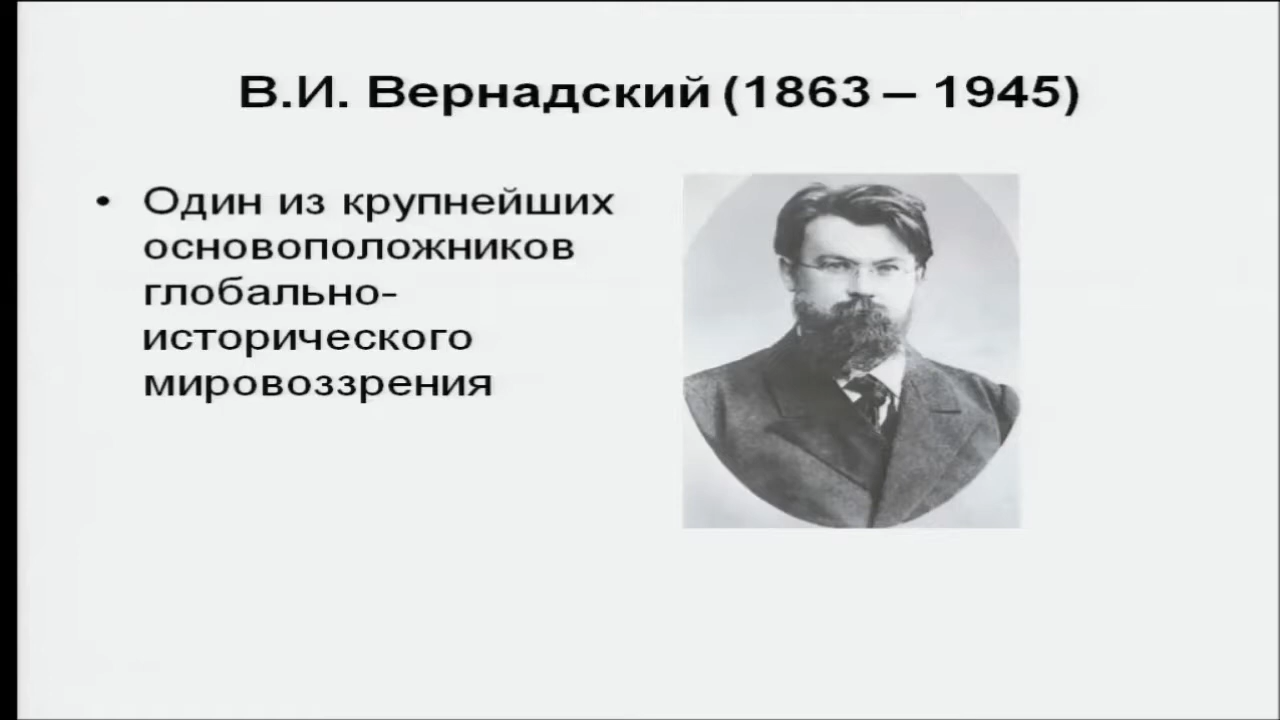 В.И. Вернадский (1863 – 1945)
• Один из крупнейших
основоположников
глобально-
исторического
мировоззрения